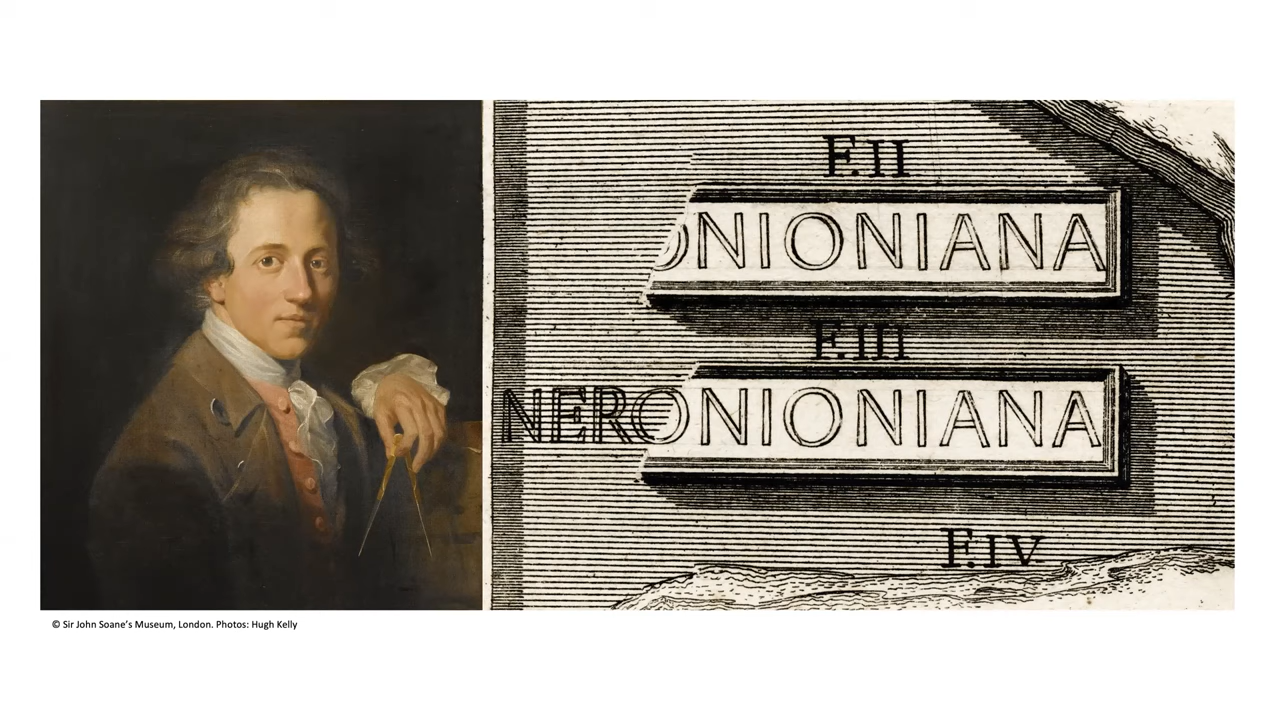 F.II
ONIONIANA
F.III
NERONIONIANA
F.IV
© Sir John Soane's Museum, London. Photos: Hugh Kelly